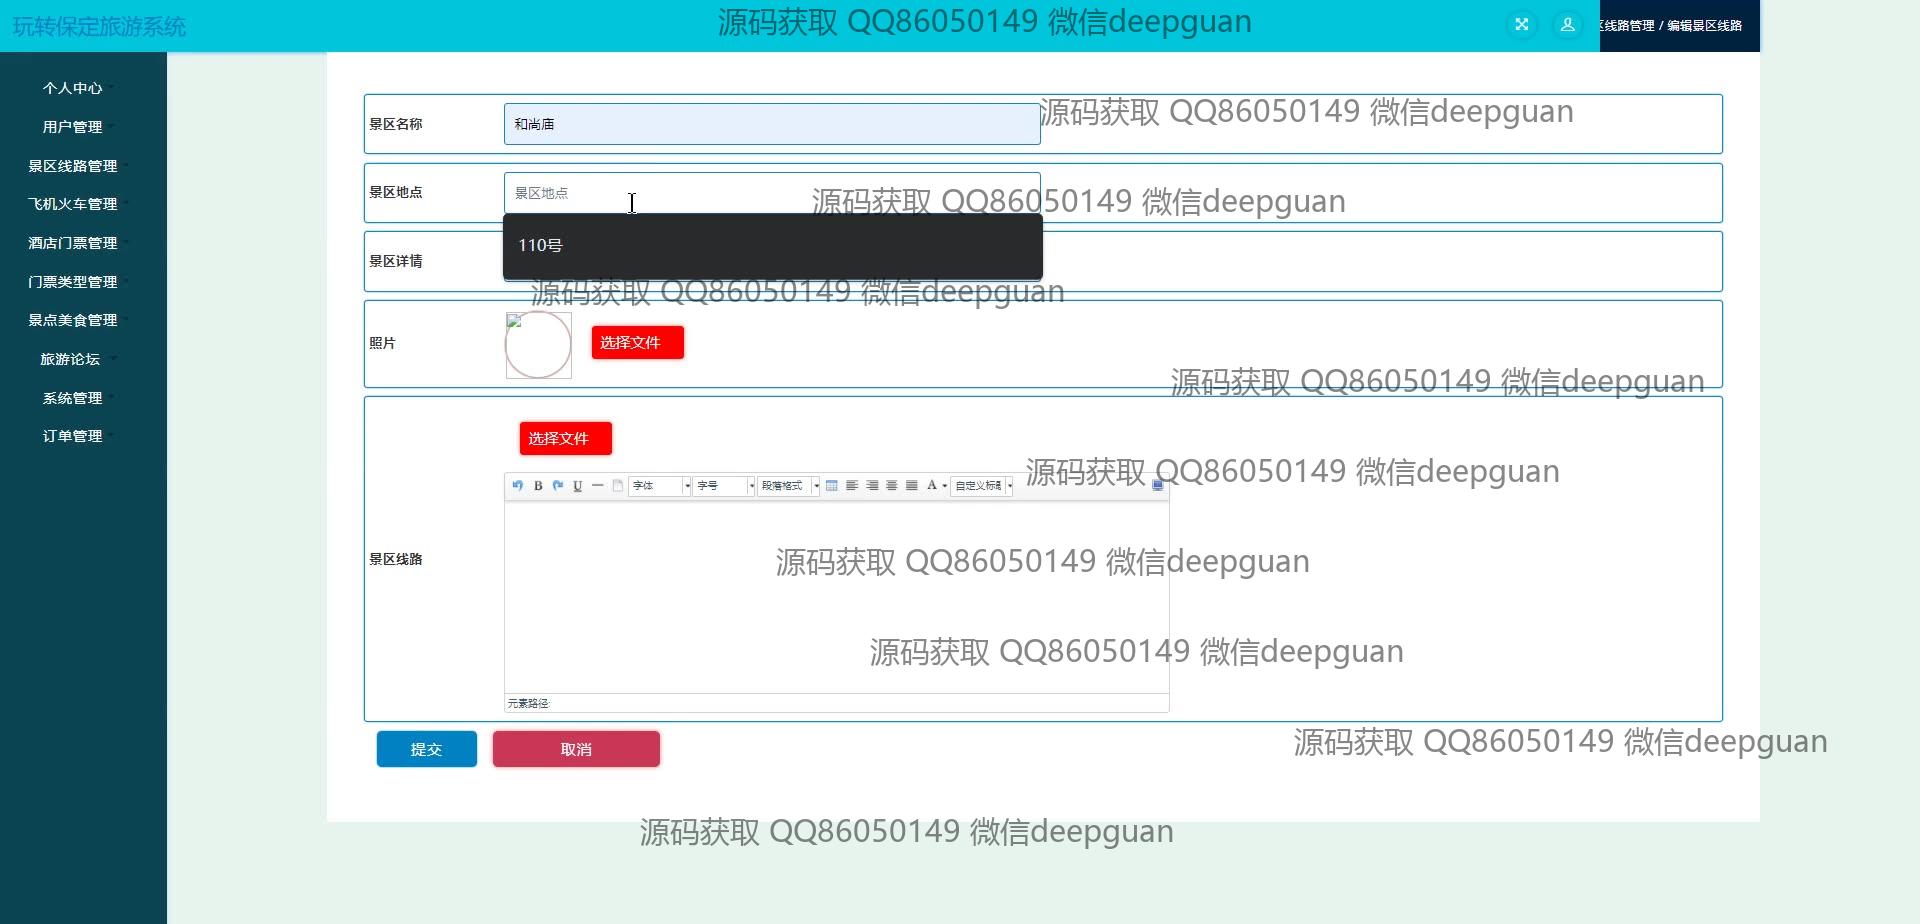 玩转保定旅游系统
源码获取 QQ86050149 微信deepguan
线路管理 / 编辑景区线路
个人中心
用户管理
景区线路管理
飞机火车管理
酒店门票管理
门票类型管理
景点美食管理
旅游论坛
系统管理
订单管理
景区名称
和尚庙
源码获取 QQ86050149 微信deepguan
景区地点
景区地点
源码获取 QQ86050149 微信deepguan
110号
景区详情
源码获取 QQ86050149 微信deepguan
照片
选择文件
源码获取 QQ86050149 微信deepguan
选择文件
源码获取 QQ86050149 微信deepguan
B U 字体 字号 段落格式 A 自定义标题
源码获取 QQ86050149 微信deepguan
景区线路
源码获取 QQ86050149 微信deepguan
元素路径:
源码获取 QQ86050149 微信deepguan
提交
取消
源码获取 QQ86050149 微信deepguan